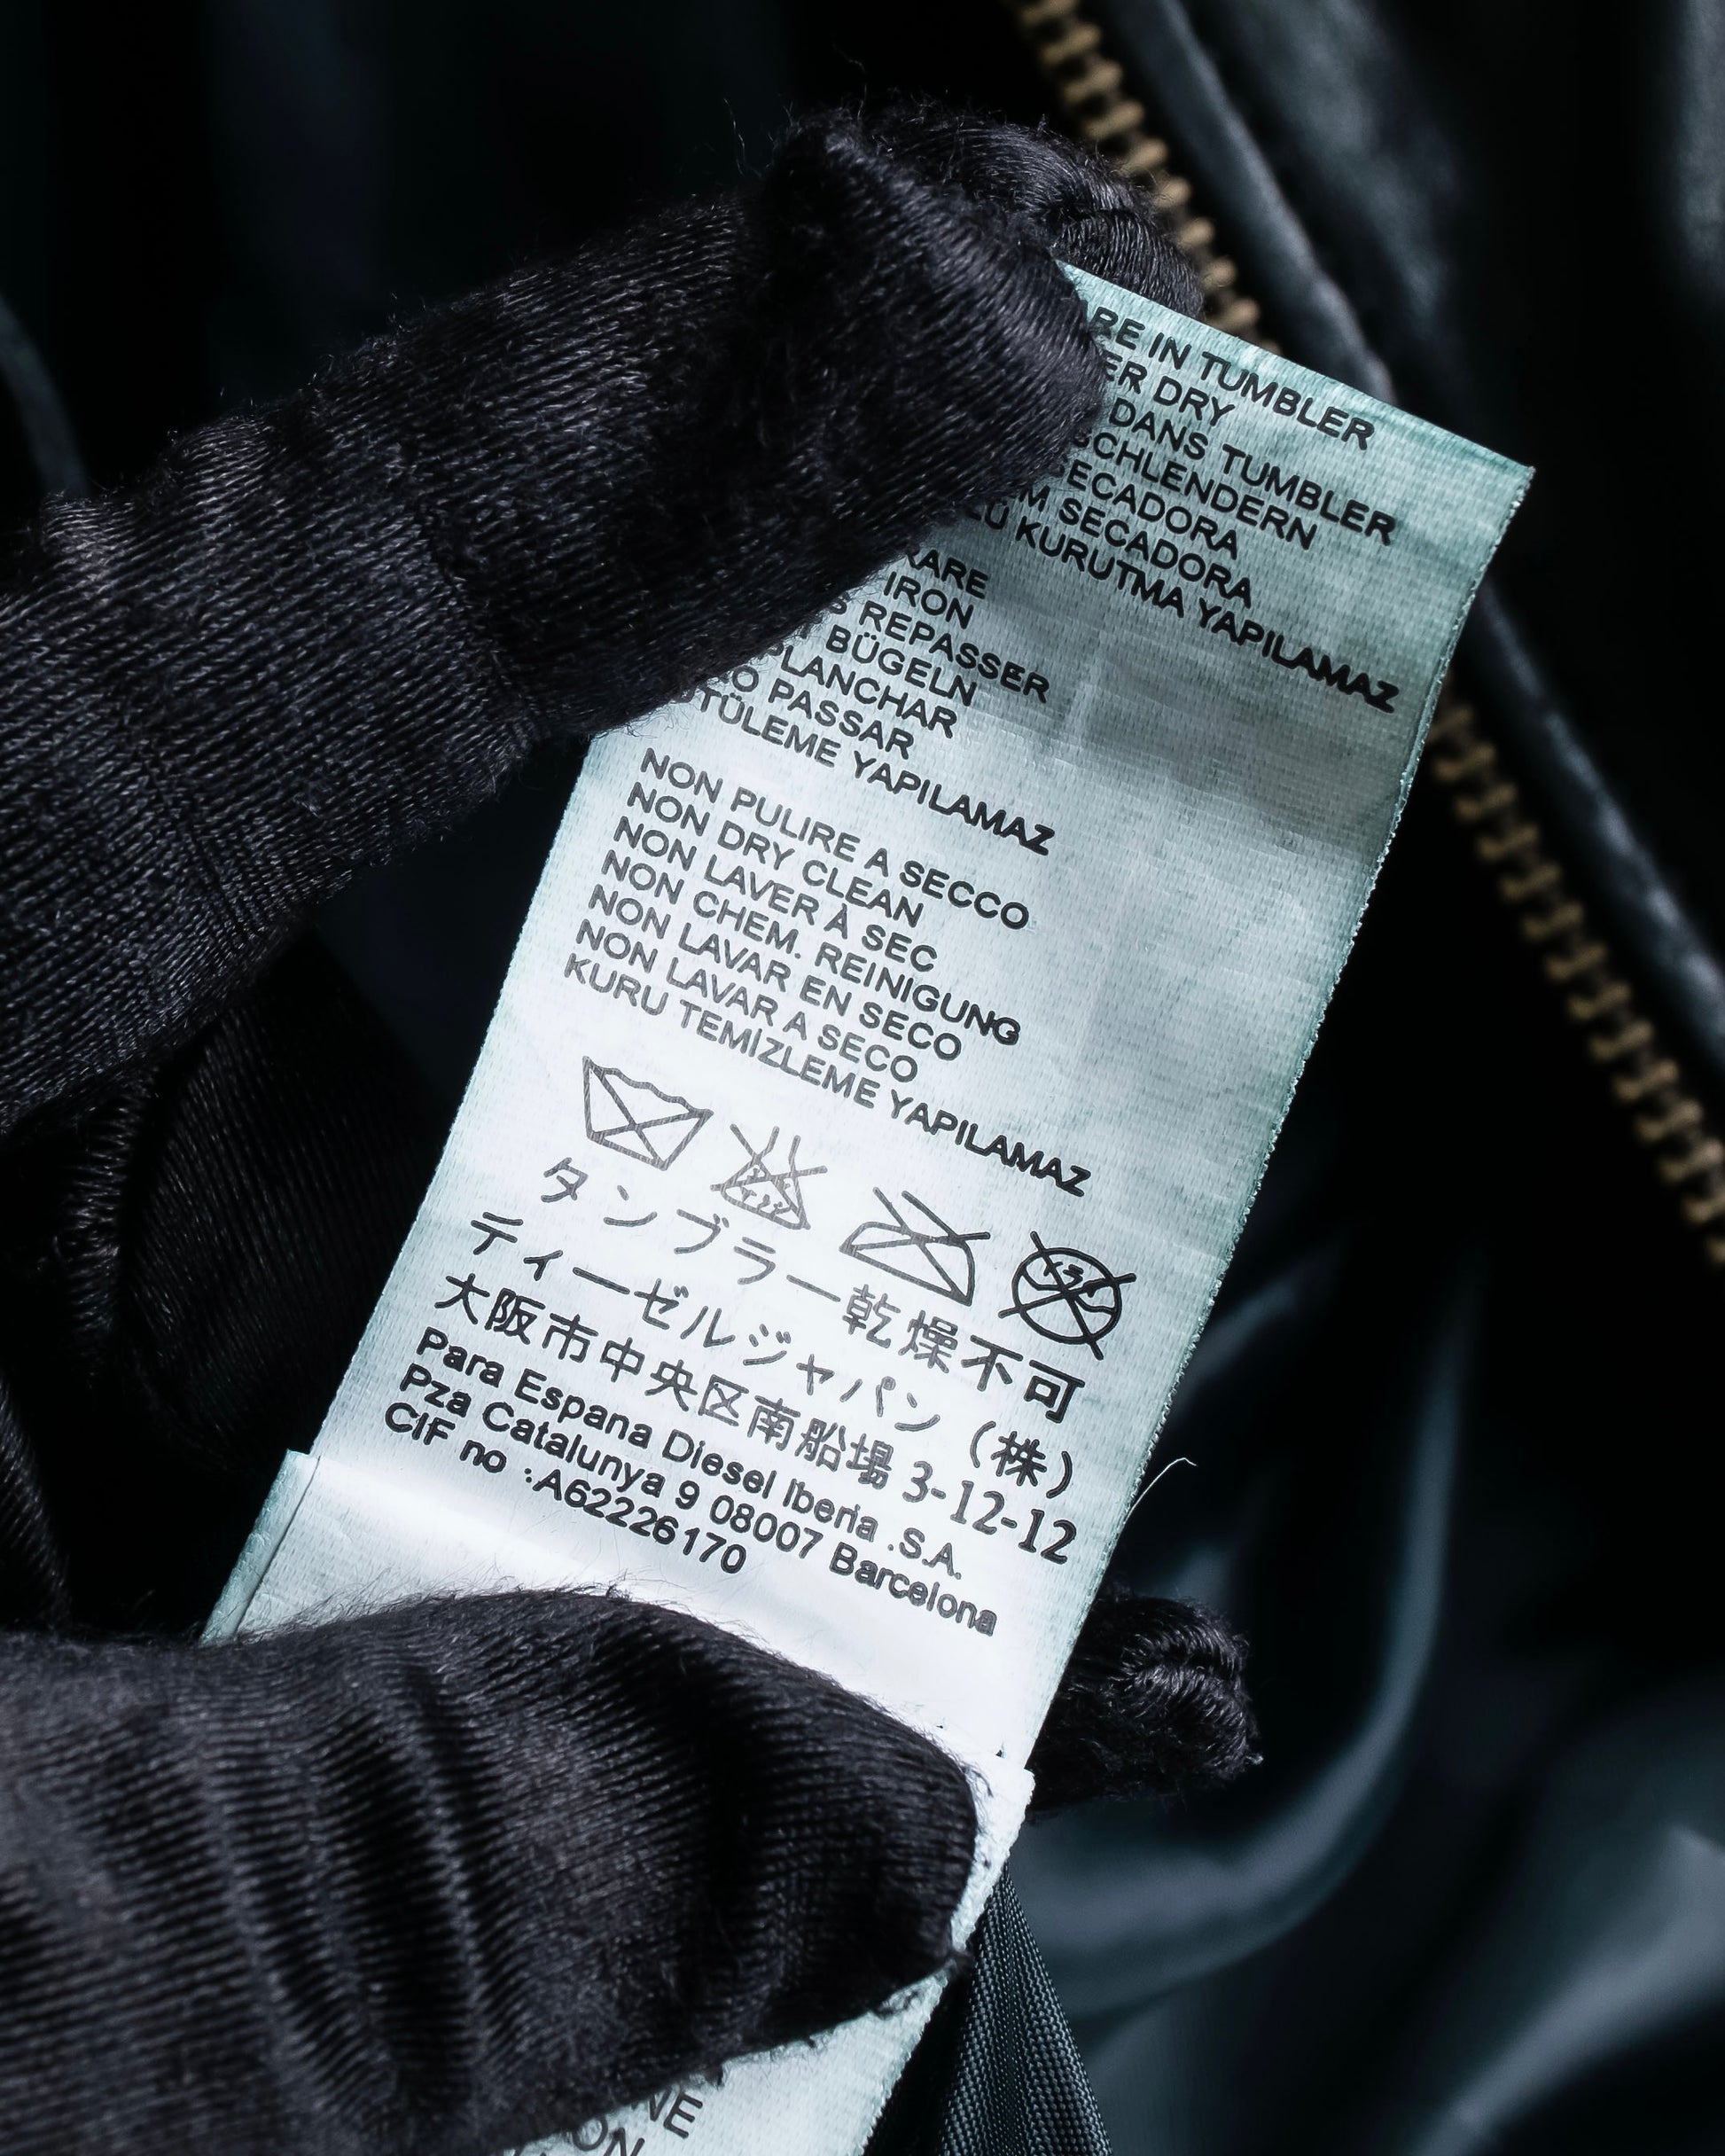 IN TUMBLER
DRY
DANS TUMBLER
SECADORA
KURUTMA YAPILAMAZ
IRON
REPASSER
BÜGELN
PLANCHAR
PASSAR
YAPILAMAZ
NON PULIRE A SECCO
NON DRY CLEAN
NON LAVER À SEC
NON CHEM. REINIGUNG
NON LAVAR EN SECO
NON LAVAR A SECO
KURU TEMİZLEME YAPILAMAZ
タンブラー乾燥不可
ティーゼルジャパン（株）
大阪市中央区南船場 3-12-12
Para Espana Diesel Iberia .S.A.
Pza Catalunya 9 08007 Barcelona
CIF no :A62226170